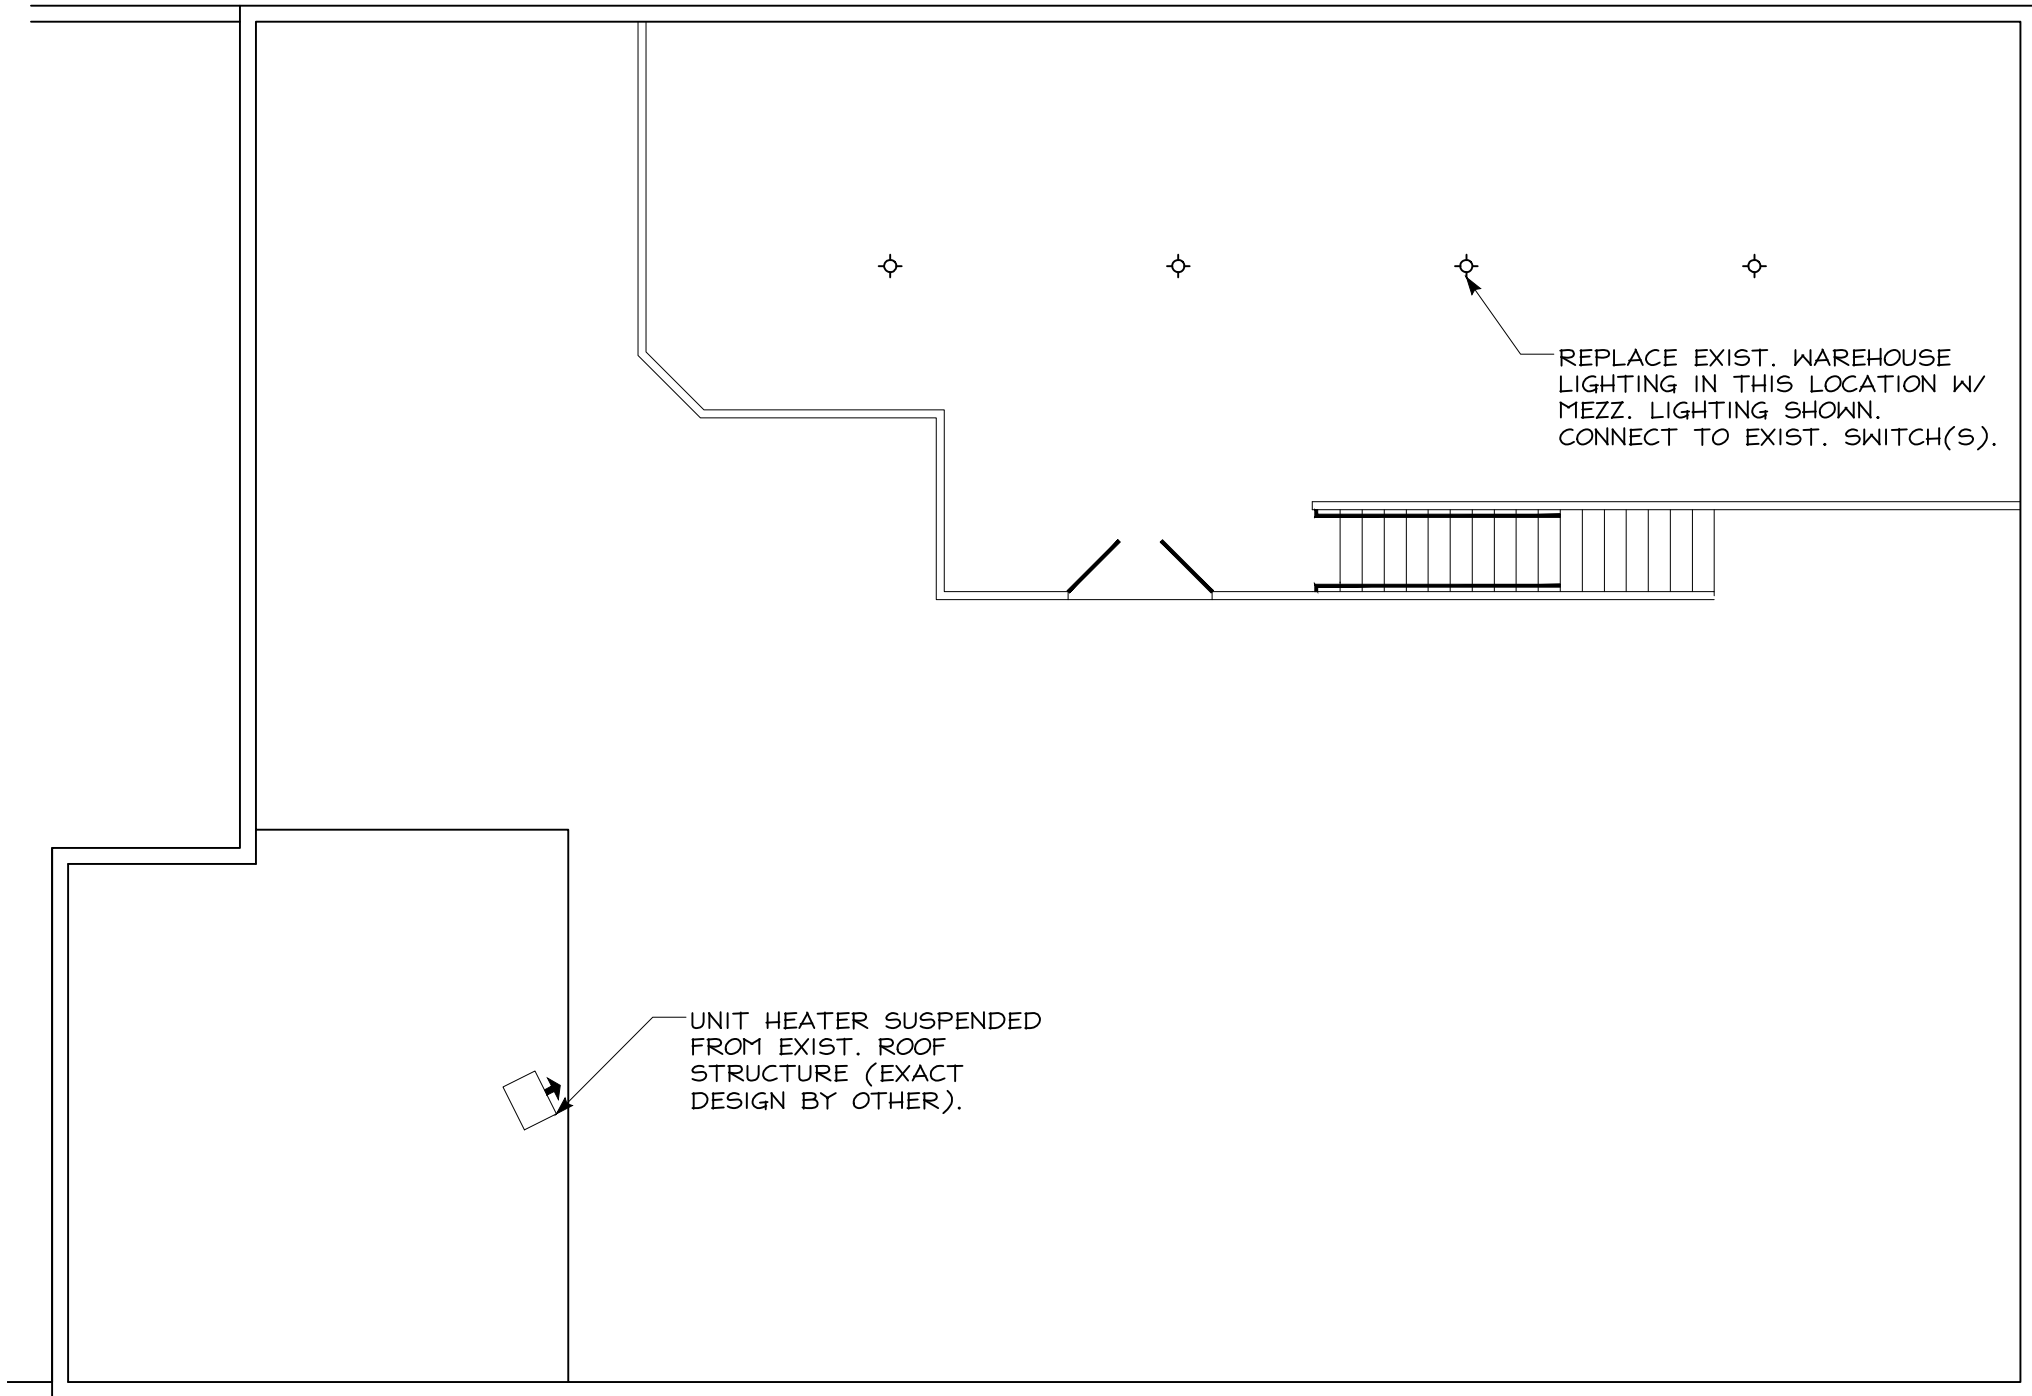 REPLACE EXIST. WAREHOUSE
LIGHTING IN THIS LOCATION W/
MEZZ. LIGHTING SHOWN.
CONNECT TO EXIST. SWITCH(S).
UNIT HEATER SUSPENDED
FROM EXIST. ROOF
STRUCTURE (EXACT
DESIGN BY OTHER).